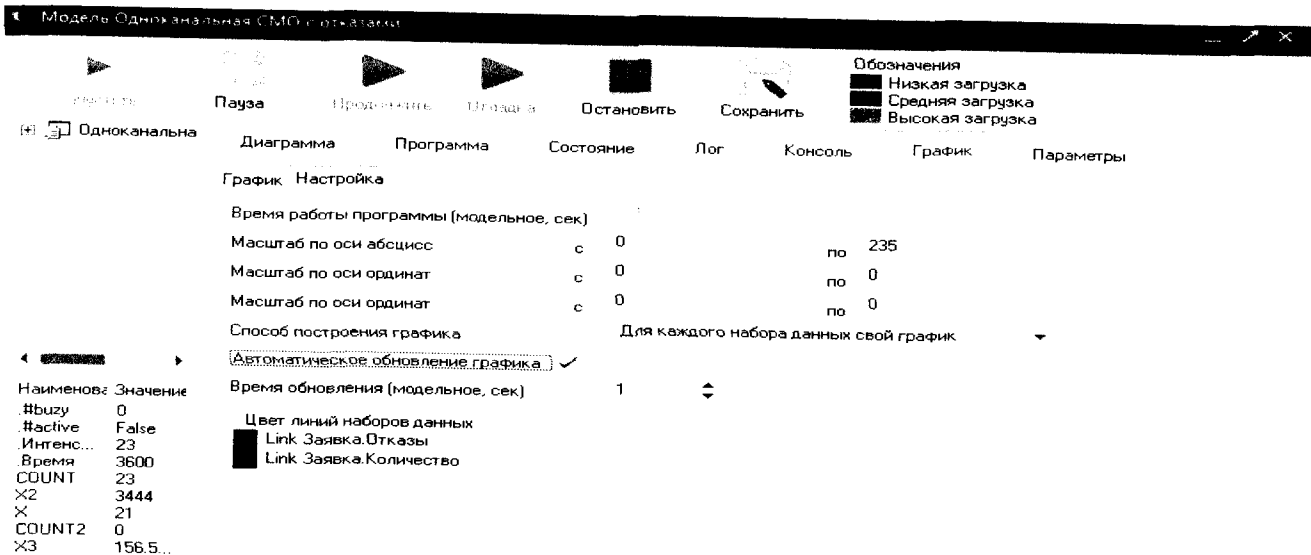 Модель Одноканальная СМО с отказами
Обозначения
Низкая загрузка
Средняя загрузка
Высокая загрузка
Пауза Продолжить Остановить Сохранить
Одноканальна
Диаграмма Программа Состояние Лог Консоль График Параметры
График Настройка
Время работы программы (модельное, сек)
Масштаб по оси абсцисс с 0 по 235
Масштаб по оси ординат с 0 по 0
Масштаб по оси ординат с 0 по 0
Способ построения графика Для каждого набора данных свой график
Автоматическое обновление графика
Время обновления (модельное, сек) 1
Цвет линий наборов данных
Link Заявка.Отказы
Link Заявка.Количество
Наименова Значение
.#buzy 0
.#active False
.Интенс... 23
.Время 3600
COUNT 23
X2 3444
X 21
COUNT2 0
X3 156.5...